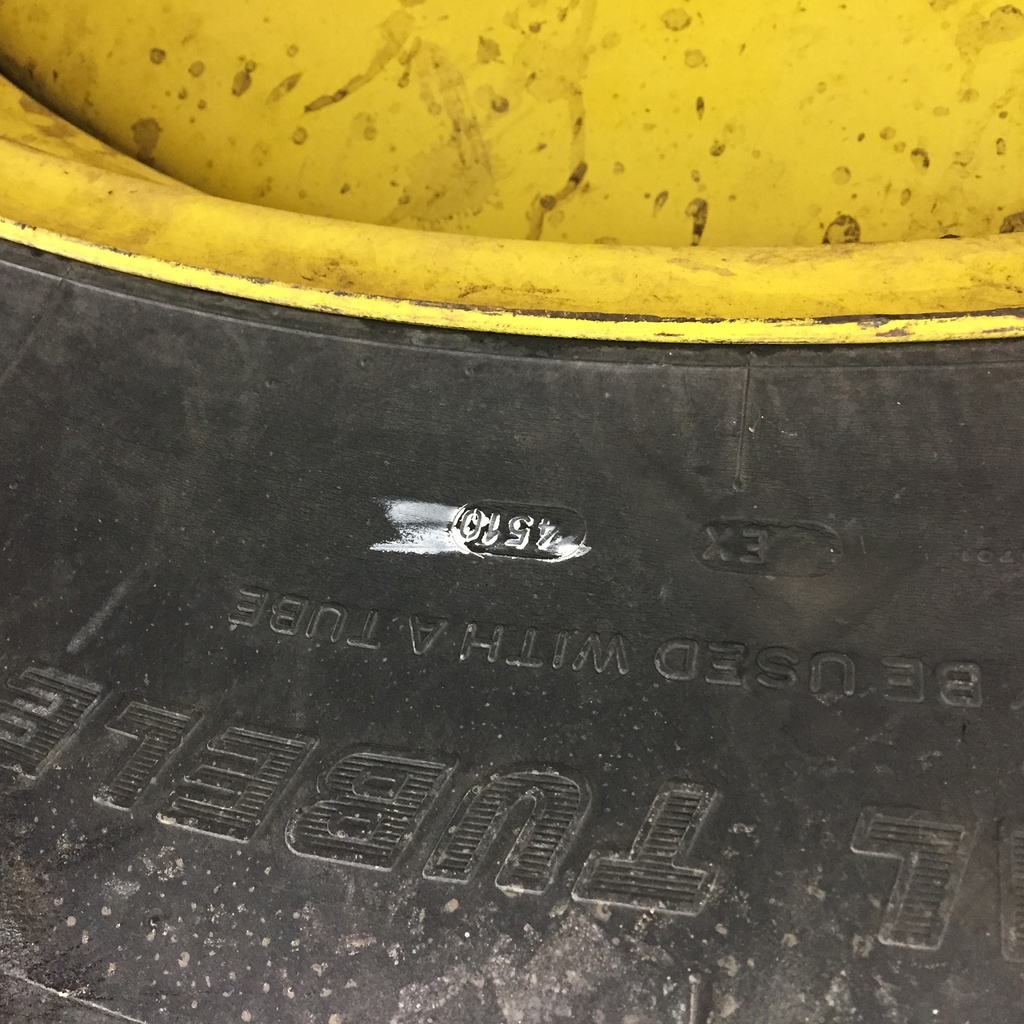 TUBELE
BE USED WITH A TUBE
EX 4510